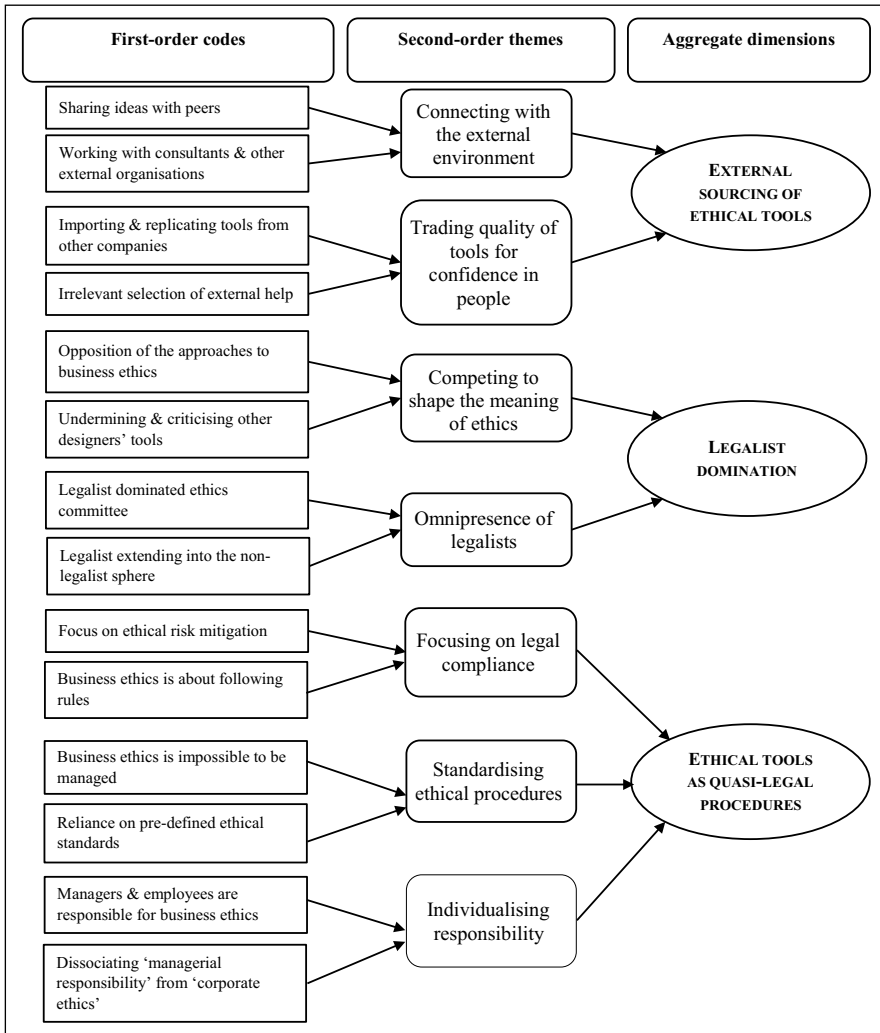 First-order codes
Second-order themes
Aggregate dimensions
Sharing ideas with peers
Working with consultants & other
external organisations
Connecting with
the external
environment
Importing & replicating tools from
other companies
Irrelevant selection of external help
Trading quality of
tools for
confidence in
people
EXTERNAL
SOURCING OF
ETHICAL TOOLS
Opposition of the approaches to
business ethics
Undermining & criticising other
designers’ tools
Competing to
shape the meaning
of ethics
Legalist dominated ethics
committee
Legalist extending into the non-
legalist sphere
Omnipresence of
legalists
LEGALIST
DOMINATION
Focus on ethical risk mitigation
Business ethics is about following
rules
Focusing on legal
compliance
Business ethics is impossible to be
managed
Reliance on pre-defined ethical
standards
Standardising
ethical procedures
Managers & employees are
responsible for business ethics
Dissociating ‘managerial
responsibility’ from ‘corporate
ethics’
Individualising
responsibility
ETHICAL TOOLS
AS QUASI-LEGAL
PROCEDURES